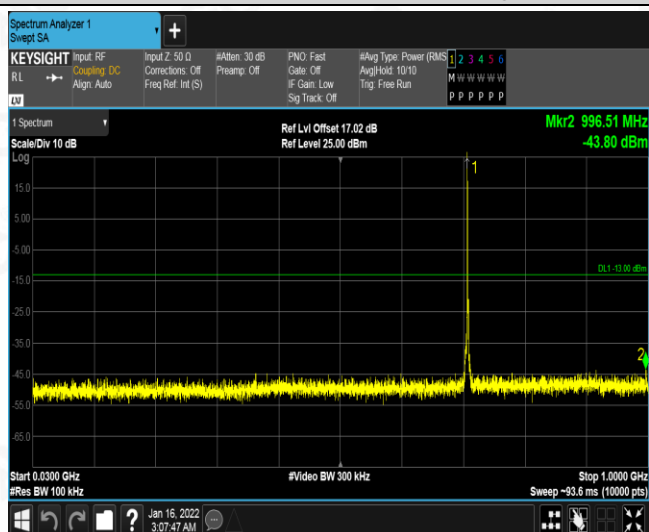 Spectrum Analyzer 1
Swept SA
+
KEYSIGHT
RL
LXI
Input: RF
Coupling: DC
Align: Auto
Input Z: 50 Ω
Corrections: Off
Freq Ref: Int (S)
#Atten: 30 dB
Preamp: Off
PNO: Fast
Gate: Off
IF Gain: Low
Sig Track: Off
#Avg Type: Power (RMS
Avg|Hold: 10/10
Trig: Free Run
1 2 3 4 5 6
M W W W W W
P P P P P P
1 Spectrum
Scale/Div 10 dB
Ref Lvl Offset 17.02 dB
Ref Level 25.00 dBm
Mkr2 996.51 MHz
-43.80 dBm
Log
1
15.0
5.00
-5.00
DL1 -13.00 dBm
-15.0
-25.0
-35.0
2
-45.0
-55.0
-65.0
Start 0.0300 GHz
#Res BW 100 kHz
#Video BW 300 kHz
Stop 1.0000 GHz
Sweep ~93.6 ms (10000 pts)
?
Jan 16, 2022
3:07:47 AM